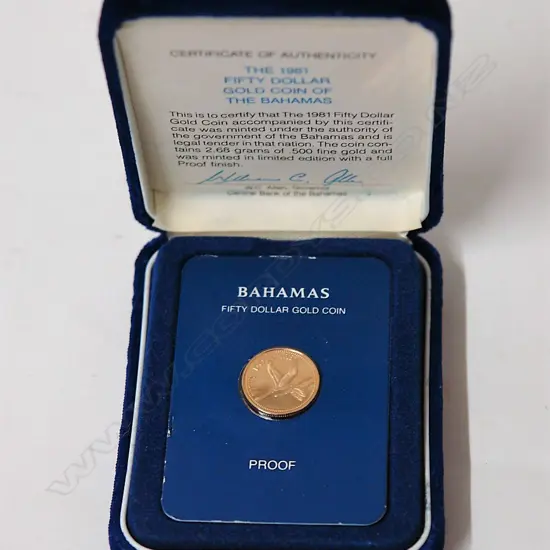 CERTIFICATE OF AUTHENTICITY
THE 1981
FIFTY DOLLAR
GOLD COIN OF
THE BAHAMAS
This is to certify that The 1981 Fifty Dollar
Gold Coin accompanied by this certifi-
cate was minted under the authority of
the government of the Bahamas and is
legal tender in that nation. The coin con-
tains 2.68 grams of .500 fine gold and
was minted in limited edition with a full
Proof finish.
William C. Allen
W.C. Allen, Governor
Central Bank of the Bahamas
BAHAMAS
FIFTY DOLLAR GOLD COIN
PROOF